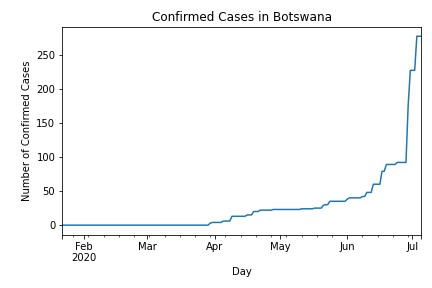 Confirmed Cases in Botswana
Number of Confirmed Cases
250
200
150
100
50
0
Feb
2020
Mar
Apr
May
Jun
Jul
Day